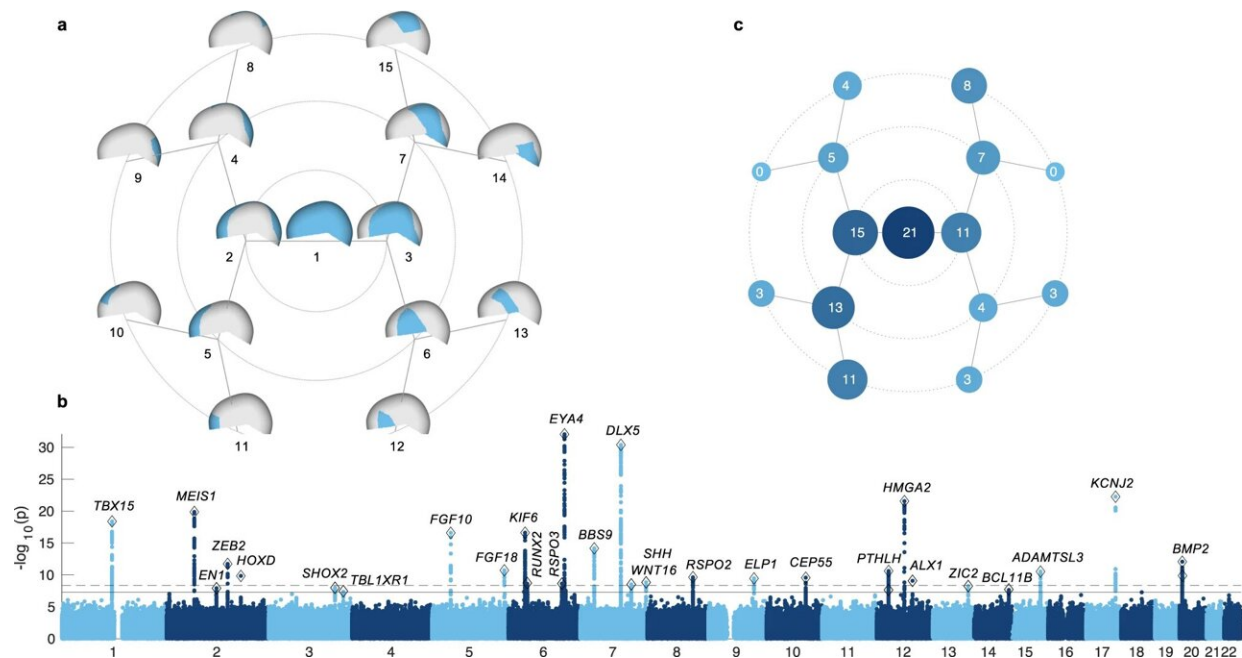 a
c
8
15
4
7
9
14
2
1
3
10
5
6
13
11
12
4
8
5
7
0
0
15
21
11
3
13
4
3
11
3
b
-log10(p)
30
25
20
15
10
5
0
TBX15
MEIS1
EN1
ZEB2
HOXD
SHOX2
TBL1XR1
FGF10
FGF18
KIF6
RUNX2
RSPO3
EYA4
BBS9
DLX5
SHH
WNT16
RSPO2
ELP1
CEP55
PTHLH
HMGA2
ALX1
ZIC2
BCL11B
ADAMTSL3
KCNJ2
BMP2
1 2 3 4 5 6 7 8 9 10 11 12 13 14 15 16 17 18 19 20 21 22